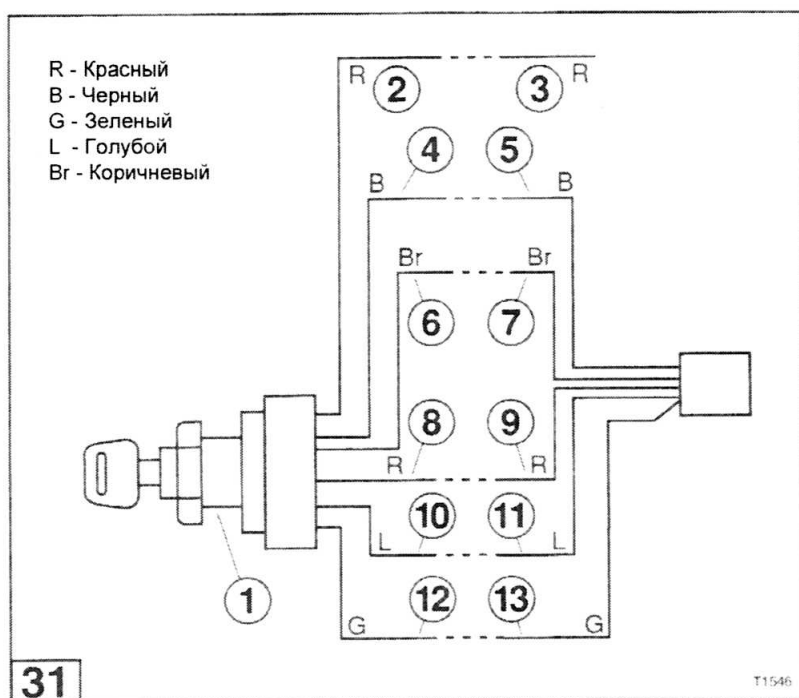 R - Красный
B - Черный
G - Зеленый
L - Голубой
Br - Коричневый
R 2 3 R
4 5
B B
Br Br
6 7
8 9
R R
10 11
L L
1
12 13
G G
31
T1546